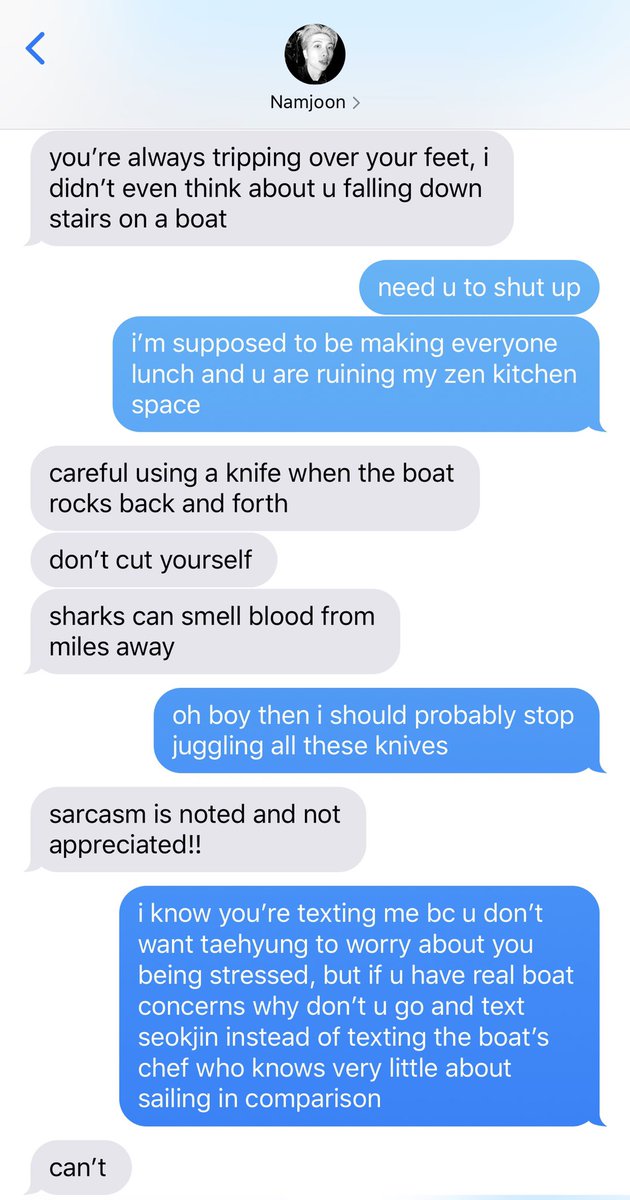 Namjoon
you’re always tripping over your feet, i
didn’t even think about u falling down
stairs on a boat
need u to shut up
i’m supposed to be making everyone
lunch and u are ruining my zen kitchen
space
careful using a knife when the boat
rocks back and forth
don’t cut yourself
sharks can smell blood from
miles away
oh boy then i should probably stop
juggling all these knives
sarcasm is noted and not
appreciated!!
i know you’re texting me bc u don’t
want taehyung to worry about you
being stressed, but if u have real boat
concerns why don’t u go and text
seokjin instead of texting the boat’s
chef who knows very little about
sailing in comparison
can’t